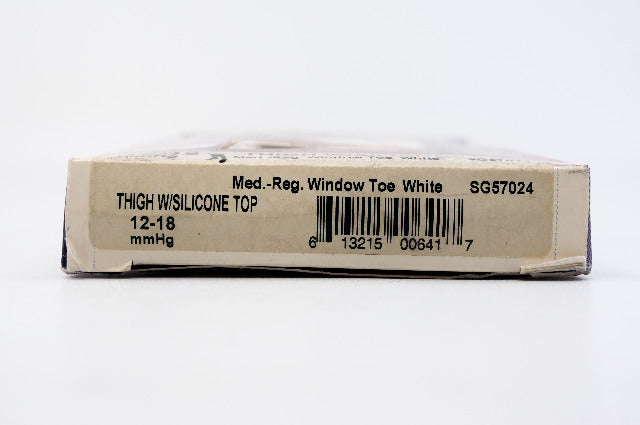 Med.-Reg. Window Toe White SG57024
THIGH W/SILICONE TOP
12-18
mmHg
6 13215 00641 7